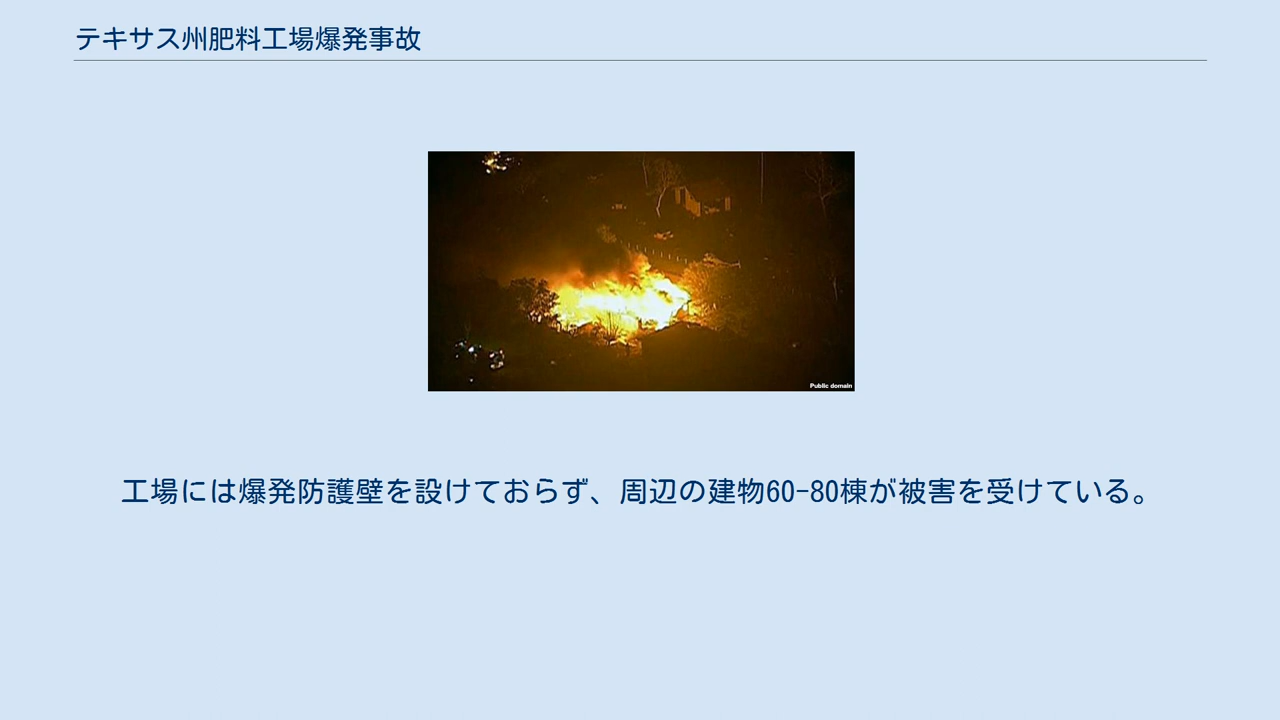 テキサス州肥料工場爆発事故
Public domain
工場には爆発防護壁を設けておらず、周辺の建物60-80棟が被害を受けている。